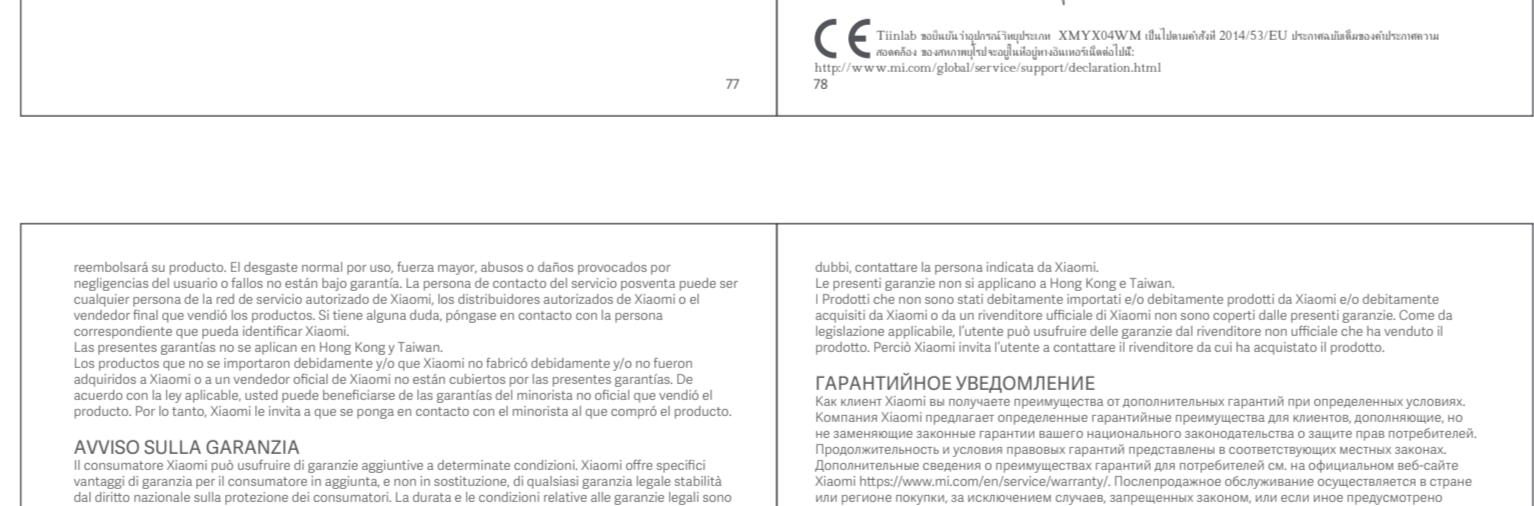 77
CE Tiinlab ขอยืนยันว่าอุปกรณ์วิทยุประเภท XMYX04WM เป็นไปตามคำสั่งที่ 2014/53/EU ประกาศฉบับเต็มของคำประกาศความ
สอดคล้อง ของสหภาพยุโรปจะอยู่ในที่อยู่ทางอินเทอร์เน็ตต่อไปนี้:
http://www.mi.com/global/service/support/declaration.html
78
reembolsará su producto. El desgaste normal por uso, fuerza mayor, abusos o daños provocados por
negligencias del usuario o fallos no están bajo garantía. La persona de contacto del servicio posventa puede ser
cualquier persona de la red de servicio autorizado de Xiaomi, los distribuidores autorizados de Xiaomi o el
vendedor final que vendió los productos. Si tiene alguna duda, póngase en contacto con la persona
correspondiente que pueda identificar Xiaomi.
Las presentes garantías no se aplican en Hong Kong y Taiwan.
Los productos que no se importaron debidamente y/o que Xiaomi no fabricó debidamente y/o no fueron
adquiridos a Xiaomi o a un vendedor oficial de Xiaomi no están cubiertos por las presentes garantías. De
acuerdo con la ley aplicable, usted puede beneficiarse de las garantías del minorista no oficial que vendió el
producto. Por lo tanto, Xiaomi le invita a que se ponga en contacto con el minorista al que compró el producto.
AVVISO SULLA GARANZIA
Il consumatore Xiaomi può usufruire di garanzie aggiuntive a determinate condizioni. Xiaomi offre specifici
vantaggi di garanzia per il consumatore in aggiunta, e non in sostituzione, di qualsiasi garanzia legale stabilità
dal diritto nazionale sulla protezione dei consumatori. La durata e le condizioni relative alle garanzie legali sono
dubbi, contattare la persona indicata da Xiaomi.
Le presenti garanzie non si applicano a Hong Kong e Taiwan.
I Prodotti che non sono stati debitamente importati e/o debitamente prodotti da Xiaomi e/o debitamente
acquisiti da Xiaomi o da un rivenditore ufficiale di Xiaomi non sono coperti dalle presenti garanzie. Come da
legislazione applicabile, l'utente può usufruire delle garanzie dal rivenditore non ufficiale che ha venduto il
prodotto. Perciò Xiaomi invita l'utente a contattare il rivenditore da cui ha acquistato il prodotto.
ГАРАНТИЙНОЕ УВЕДОМЛЕНИЕ
Как клиент Xiaomi вы получаете преимущества от дополнительных гарантий при определенных условиях.
Компания Xiaomi предлагает определенные гарантийные преимущества для клиентов, дополняющие, но
не заменяющие законные гарантии вашего национального законодательства о защите прав потребителей.
Продолжительность и условия правовых гарантий представлены в соответствующих местных законах.
Дополнительные сведения о преимуществах гарантий для потребителей см. на официальном веб-сайте
Xiaomi https://www.mi.com/en/service/warranty/. Послепродажное обслуживание осуществляется в стране
или регионе покупки, за исключением случаев, запрещенных законом, или если иное предусмотрено